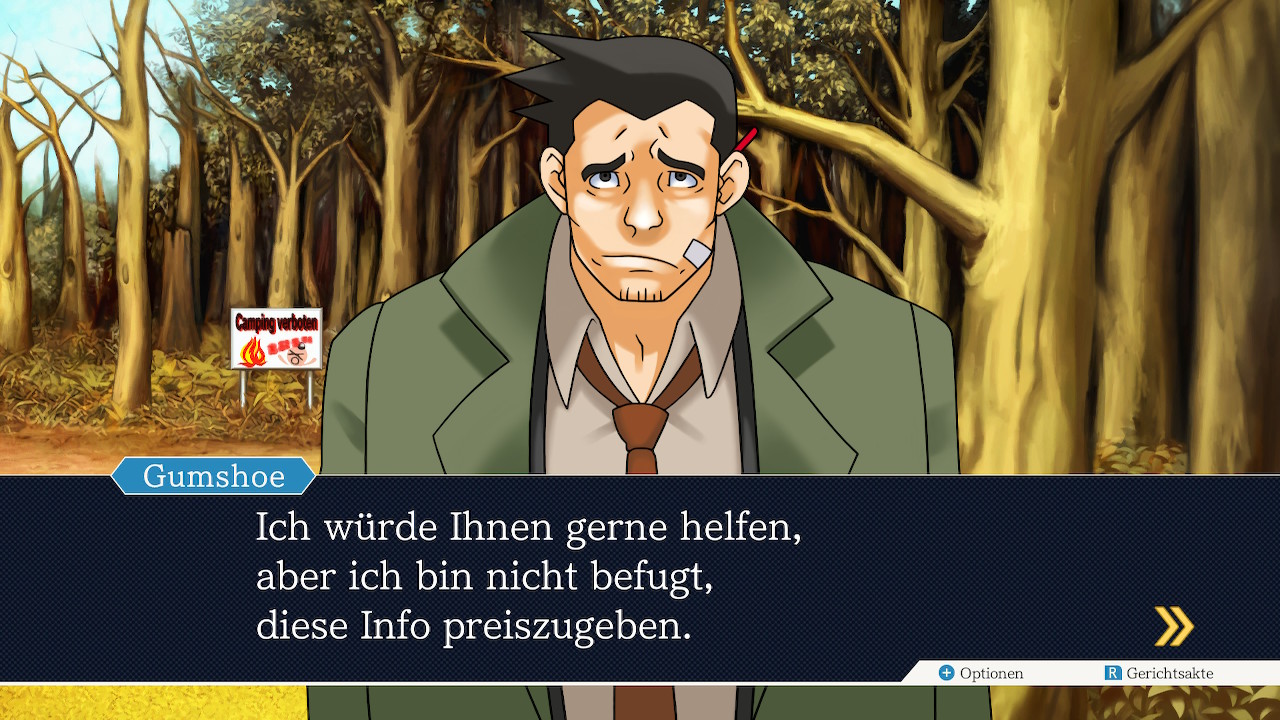 Camping verboten
Gumshoe
Ich würde Ihnen gerne helfen,
aber ich bin nicht befugt,
diese Info preiszugeben.
+ Optionen
R Gerichtsakte